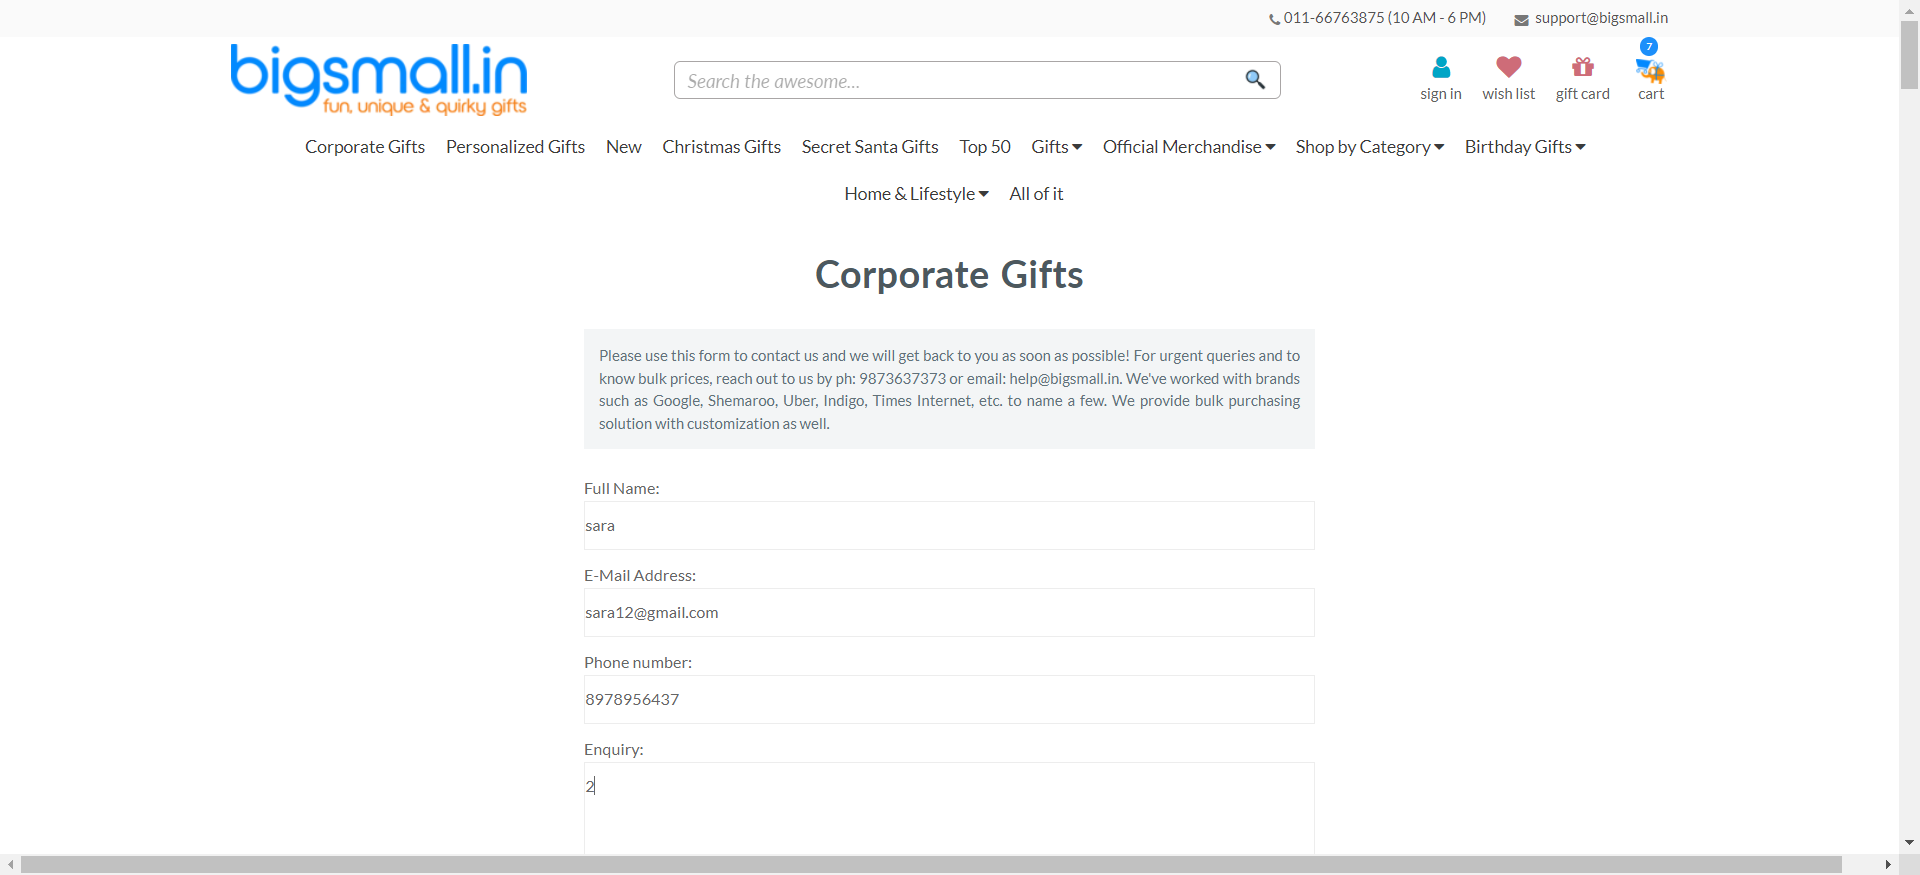 011-66763875 (10 AM - 6 PM) support@bigsmall.in
bigsmall.in
fun, unique & quirky gifts
Search the awesome...
7
sign in wish list gift card cart
Corporate Gifts Personalized Gifts New Christmas Gifts Secret Santa Gifts Top 50 Gifts Official Merchandise Shop by Category Birthday Gifts
Home & Lifestyle All of it
Corporate Gifts
Please use this form to contact us and we will get back to you as soon as possible! For urgent queries and to
know bulk prices, reach out to us by ph: 9873637373 or email: help@bigsmall.in. We've worked with brands
such as Google, Shemaroo, Uber, Indigo, Times Internet, etc. to name a few. We provide bulk purchasing
solution with customization as well.
Full Name:
sara
E-Mail Address:
sara12@gmail.com
Phone number:
8978956437
Enquiry:
2